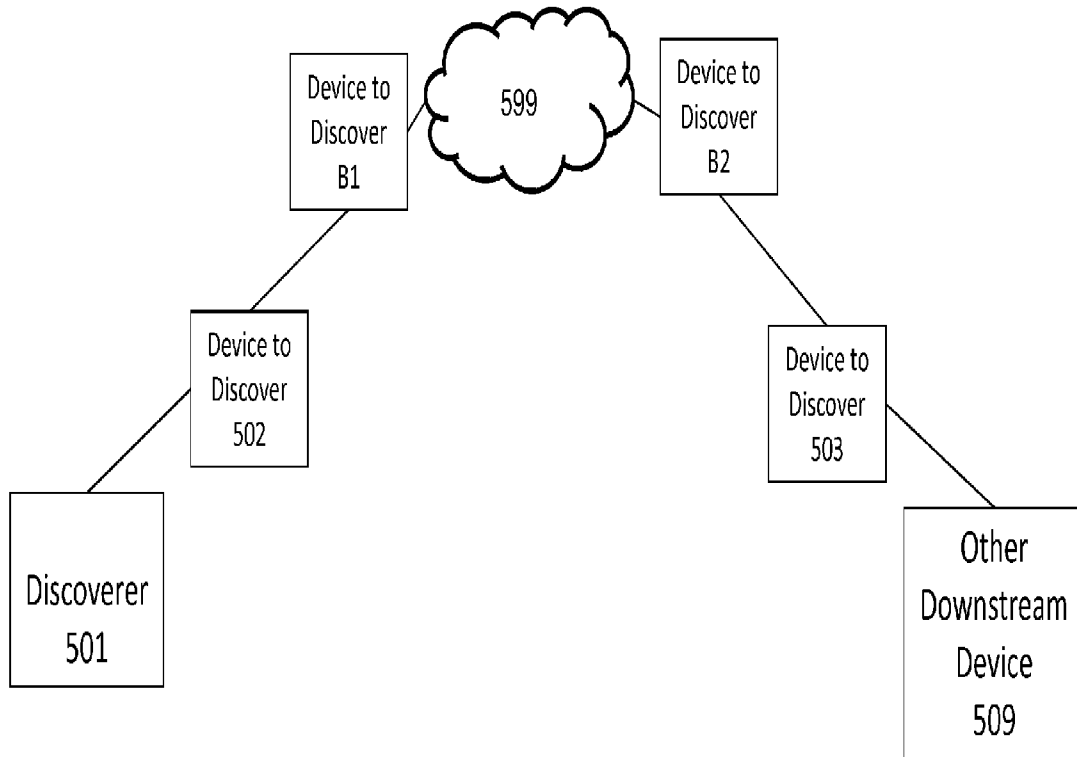 Device to
Discover
B1
599
Device to
Discover
B2
Device to
Discover
502
Device to
Discover
503
Discoverer
501
Other
Downstream
Device
509